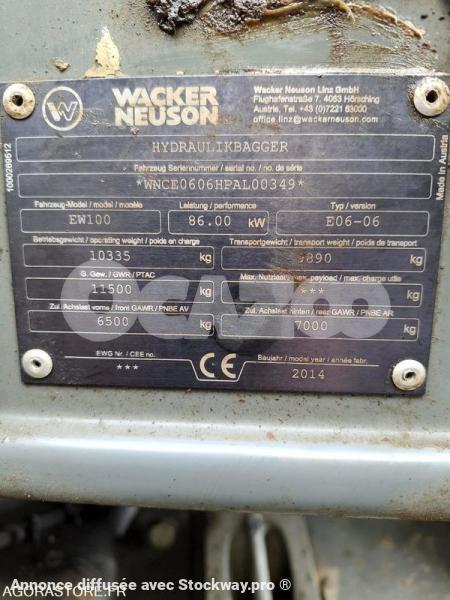 WACKER
NEUSON
Wacker Neuson Linz GmbH
Flughafenstraße 7, 4063 Hörsching
Austria, Tel. +43 (0)7221 63000
office.linz@wackerneuson.com
HYDRAULIKBAGGER
Fahrzeug Seriennummer / serial no. / no. de série
*WNCE0606HPAL00349*
Fahrzeug-Modell / model / modèle
Leistung / performance
Typ / version
EW100
86.00 kW
E06-06
Betriebsgewicht / operating weight / poids en charge
Transportgewicht / transport weight / poids de transport
10335 kg
9890 kg
G. Gew. / GWR / PTAC
Max. Nutzlast / max. payload / max. charge utile
11500 kg
*** kg
Zul. Achslast vorne / front GAWR / PNBE AV
Zul. Achslast hinten / rear GAWR / PNBE AR
6500 kg
7000 kg
EWG Nr. / CEE no.
***
CE
Baujahr / model year / année fabr.
2014
1000269512
Made in Austria
OCAZOO
Annonce diffusée avec Stockway.pro ®
AGORASTORE.FR